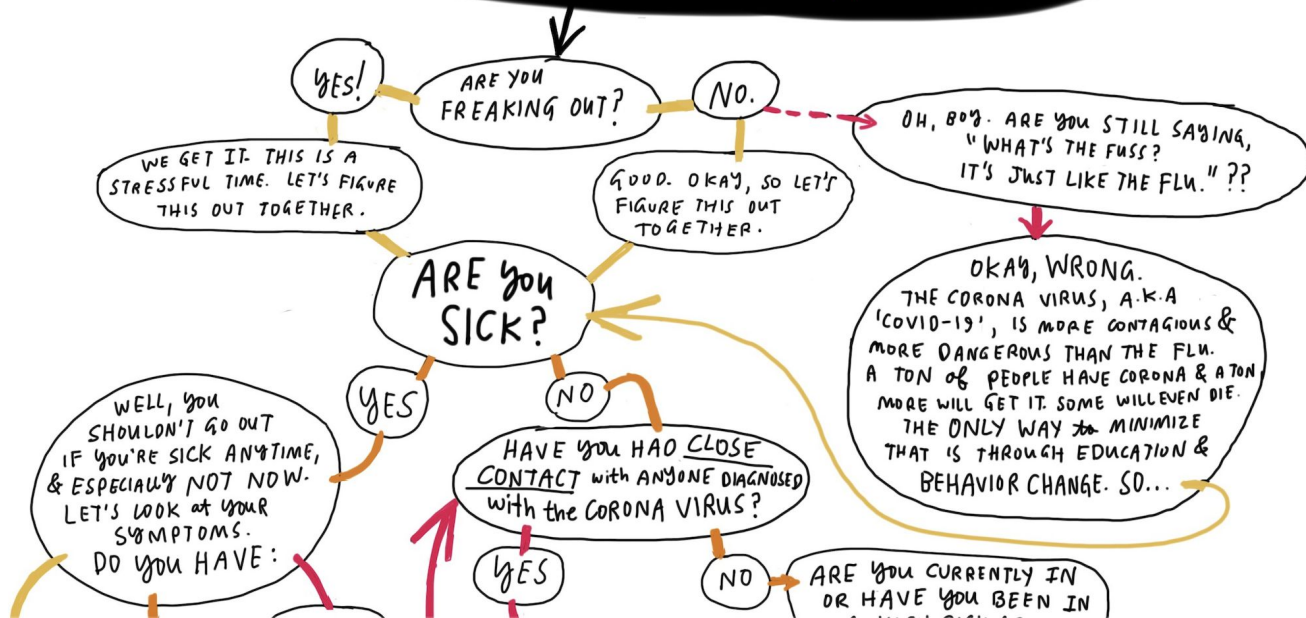 YES!
ARE YOU
FREAKING OUT?
NO.
OH, BOY. ARE YOU STILL SAYING,
"WHAT'S THE FUSS?
IT'S JUST LIKE THE FLU."??
WE GET IT. THIS IS A
STRESSFUL TIME. LET'S FIGURE
THIS OUT TOGETHER.
GOOD. OKAY, SO LET'S
FIGURE THIS OUT
TOGETHER.
ARE YOU
SICK?
OKAY, WRONG.
THE CORONA VIRUS, A.K.A
'COVID-19', IS MORE CONTAGIOUS &
MORE DANGEROUS THAN THE FLU.
A TON of PEOPLE HAVE CORONA & A TON
MORE WILL GET IT. SOME WILL EVEN DIE.
THE ONLY WAY to MINIMIZE
THAT IS THROUGH EDUCATION &
BEHAVIOR CHANGE. SO...
YES
NO
WELL, YOU
SHOULDN'T GO OUT
IF YOU'RE SICK ANYTIME,
& ESPECIALLY NOT NOW.
LET'S LOOK at YOUR
SYMPTOMS.
DO YOU HAVE:
HAVE YOU HAD CLOSE
CONTACT with ANYONE DIAGNOSED
with the CORONA VIRUS?
YES
NO
ARE YOU CURRENTLY IN
OR HAVE YOU BEEN IN